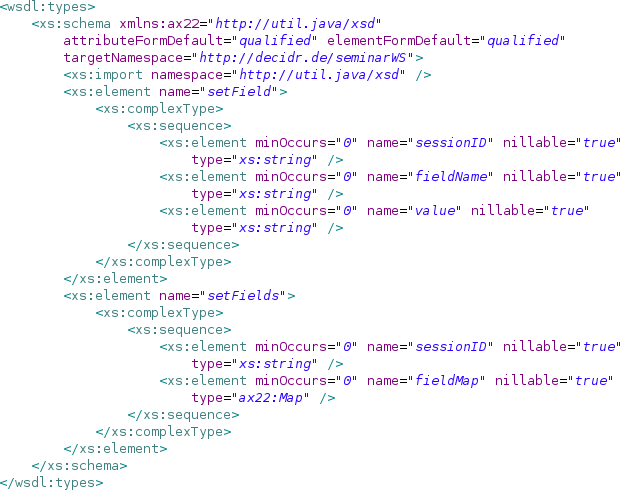 <wsdl:types>
    <xs:schema xmlns:ax22="http://util.java/xsd"
        attributeFormDefault="qualified" elementFormDefault="qualified"
        targetNamespace="http://decidr.de/seminarWS">
        <xs:import namespace="http://util.java/xsd" />
        <xs:element name="setField">
            <xs:complexType>
                <xs:sequence>
                    <xs:element minOccurs="0" name="sessionID" nillable="true"
                        type="xs:string" />
                    <xs:element minOccurs="0" name="fieldName" nillable="true"
                        type="xs:string" />
                    <xs:element minOccurs="0" name="value" nillable="true"
                        type="xs:string" />
                </xs:sequence>
            </xs:complexType>
        </xs:element>
        <xs:element name="setFields">
            <xs:complexType>
                <xs:sequence>
                    <xs:element minOccurs="0" name="sessionID" nillable="true"
                        type="xs:string" />
                    <xs:element minOccurs="0" name="fieldMap" nillable="true"
                        type="ax22:Map" />
                </xs:sequence>
            </xs:complexType>
        </xs:element>
    </xs:schema>
</wsdl:types>